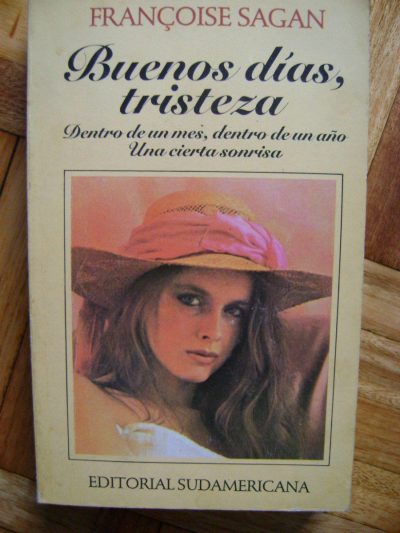 FRANÇOISE SAGAN
Buenos días,
tristeza
Dentro de un mes, dentro de un año
Una cierta sonrisa
EDITORIAL SUDAMERICANA